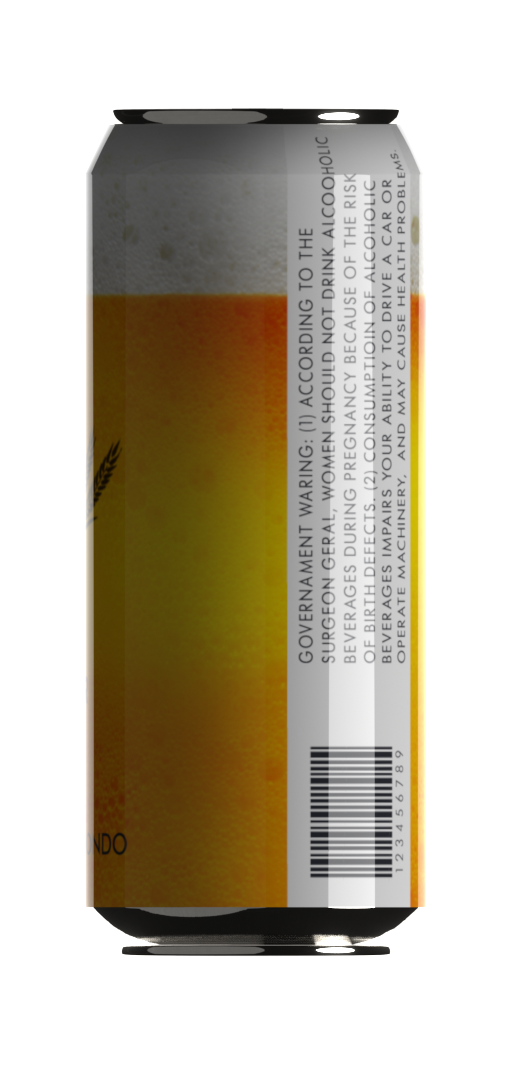 GOVERNAMENT WARING: (1) ACCORDING TO THE
SURGEON GERAL, WOMEN SHOULD NOT DRINK ALCOOHOLIC
BEVERAGES DURING PREGNANCY BECAUSE OF THE RISK
OF BIRTH DEFECTS. (2) CONSUMPTIOIN OF ALCOHOLIC
BEVERAGES IMPAIRS YOUR ABILITY TO DRIVE A CAR OR
OPERATE MACHINERY, AND MAY CAUSE HEALTH PROBLEMS.
123456789
ONDO